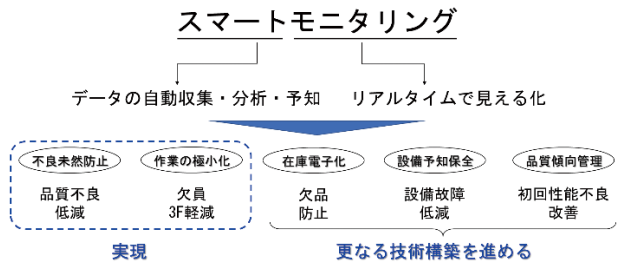 スマートモニタリング
データの自動収集・分析・予知　リアルタイムで見える化
不良未然防止　作業の極小化　在庫電子化　設備予知保全　品質傾向管理
品質不良　欠員　欠品　設備故障　初回性能不良
低減　3F軽減　防止　低減　改善
実現　更なる技術構築を進める